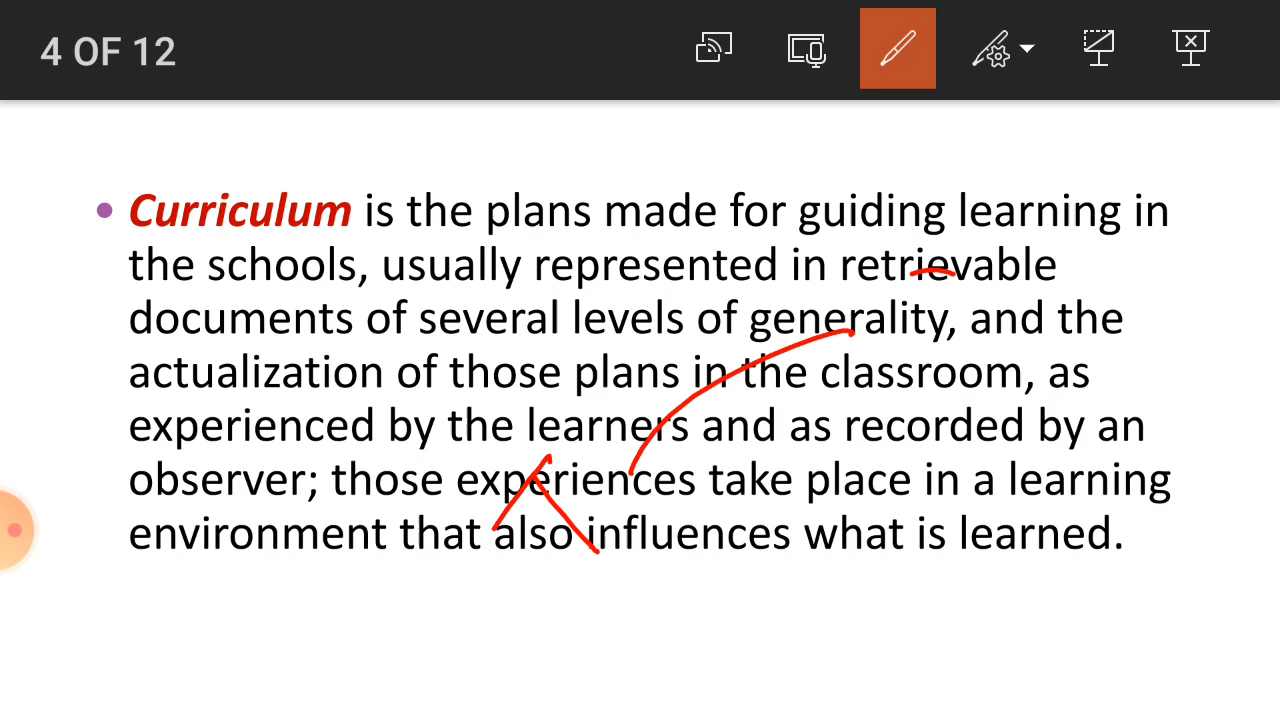 4 OF 12
• Curriculum is the plans made for guiding learning in
the schools, usually represented in retrievable
documents of several levels of generality, and the
actualization of those plans in the classroom, as
experienced by the learners and as recorded by an
observer; those experiences take place in a learning
environment that also influences what is learned.